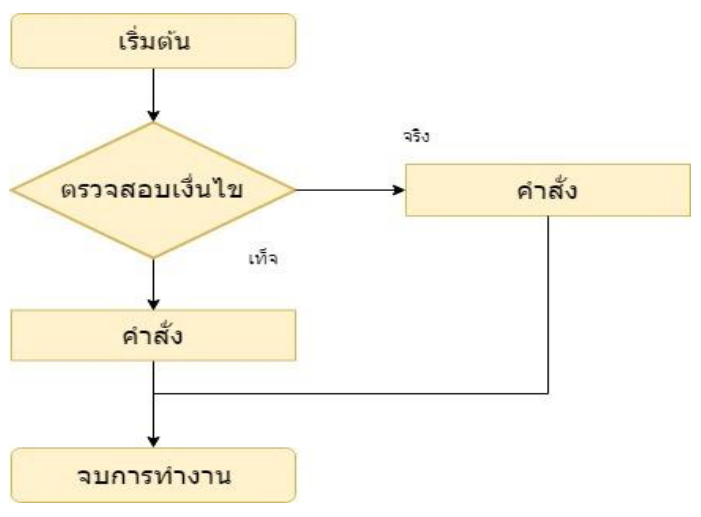 เริ่มต้น
จริง
ตรวจสอบเงื่นไข
คำสั่ง
เท็จ
คำสั่ง
จบการทำงาน